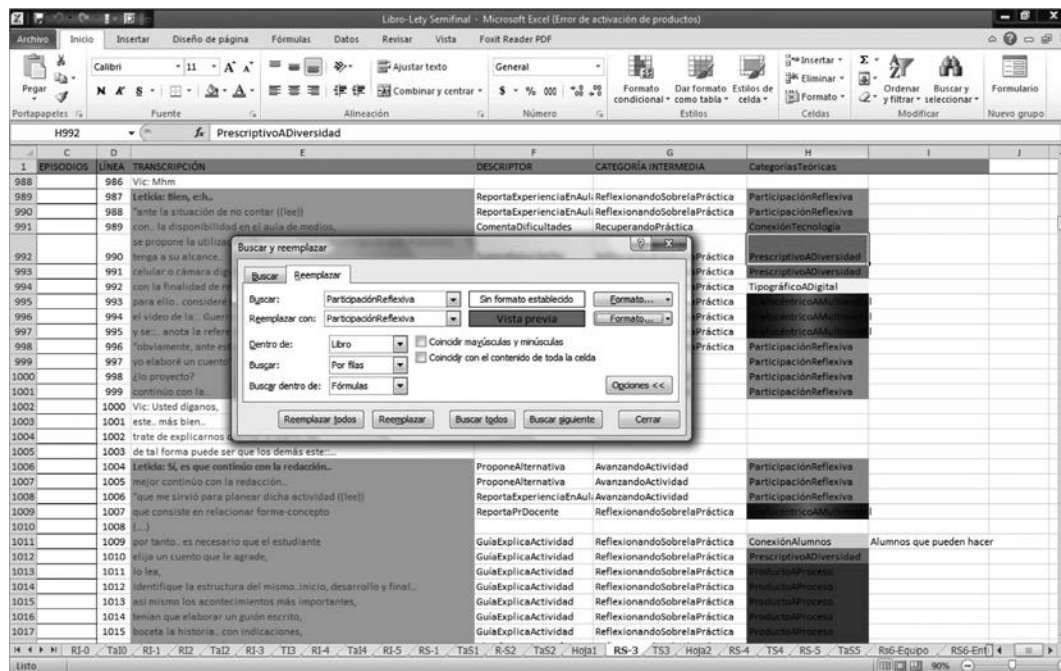 Libro-Lety Semifinal - Microsoft Excel (Error de activación de productos)
Archivo Inicio Insertar Diseño de página Fórmulas Datos Revisar Vista Foxit Reader PDF
Pegar Calibri 11 Ajustar texto General Formato condicional Dar formato como tabla Estilos de celda Insertar Eliminar Formato Ordenar y filtrar Buscar y seleccionar Formulario
N K S Combinar y centrar $ % 000
Portapapeles Fuente Alineación Número Estilos Celdas Modificar Nuevo grupo
H992 fx PrescriptivoADiversidad
C D E F G H I J
1 EPISODIOS LÍNEA TRANSCRIPCIÓN DESCRIPTOR CATEGORÍA INTERMEDIA CategoríasTeóricas
988 986 Vic: Mhm
989 987 Leticia: Bien, e:h.. ReportaExperienciaEnAul ReflexionandoSobrelaPráctica ParticipaciónReflexiva
990 988 "ante la situación de no contar ((lee)) ReportaExperienciaEnAul ReflexionandoSobrelaPráctica ParticipaciónReflexiva
991 989 con.. la disponibilidad en el aula de medios, ComentaDificultades RecuperandoPráctica ConexiónTecnología
se propone la utiliza
992 990 tenga a su alcance.. aPráctica PrescriptivoADiversidad
993 991 celular o cámara dig aPráctica PrescriptivoADiversidad
994 992 con la finalidad de re aPráctica TipográficoADigital
995 993 para ello.. considere aPráctica
996 994 el video de la:.. Guerr aPráctica
997 995 y se:.. anota la refere aPráctica
998 996 "obviamente, ante est aPráctica ParticipaciónReflexiva
999 997 yo elaboré un cuento ParticipaciónReflexiva
1000 998 ¿lo proyecto? ParticipaciónReflexiva
1001 999 continúo con la.. ParticipaciónReflexiva
1002 1000 Vic: Usted díganos,
1003 1001 este.. más bien..
1004 1002 trate de explicarnos
1005 1003 de tal forma puede ser que los demás este::..
1006 1004 Leticia: Sí, es que continúo con la redacción.. ProponeAlternativa AvanzandoActividad ParticipaciónReflexiva
1007 1005 mejor continúo con la redacción.. ProponeAlternativa AvanzandoActividad ParticipaciónReflexiva
1008 1006 "que me sirvió para planear dicha actividad ((lee)) ReportaExperienciaEnAul AvanzandoActividad ParticipaciónReflexiva
1009 1007 que consiste en relacionar forma-concepto ReportaPrDocente ReflexionandoSobrelaPráctica
1010 1008 (....)
1011 1009 por tanto.. es necesario que el estudiante GuíaExplicaActividad ReflexionandoSobrelaPráctica ConexiónAlumnos Alumnos que pueden hacer
1012 1010 elija un cuento que le agrade, GuíaExplicaActividad ReflexionandoSobrelaPráctica PrescriptivoADiversidad
1013 1011 lo lea, GuíaExplicaActividad ReflexionandoSobrelaPráctica ProductoAProceso
1014 1012 identifique la estructura del mismo..inicio, desarrollo y final.. GuíaExplicaActividad ReflexionandoSobrelaPráctica ProductoAProceso
1015 1013 así mismo los acontecimientos más importantes, GuíaExplicaActividad ReflexionandoSobrelaPráctica ProductoAProceso
1016 1014 tenían que elaborar un guión escrito, GuíaExplicaActividad ReflexionandoSobrelaPráctica ProductoAProceso
1017 1015 boceta la historia.. con indicaciones, GuíaExplicaActividad ReflexionandoSobrelaPráctica ProductoAProceso
Buscar y reemplazar
Buscar Reemplazar
Buscar: ParticipaciónReflexiva Sin formato establecido Formato...
Reemplazar con: ParticipaciónReflexiva Vista previa Formato...
Dentro de: Libro Coincidir mayúsculas y minúsculas
Buscar: Por filas Coincidir con el contenido de toda la celda
Buscar dentro de: Fórmulas Opciones <<
Reemplazar todos Reemplazar Buscar todos Buscar siguiente Cerrar
RI-0 TaI0 RI-1 RI2 TaI2 RI-3 TI3 RI-4 TaI4 RI-5 RS-1 TaS1 R-S2 TaS2 Hoja1 RS-3 TS3 Hoja2 RS-4 TS4 RS-5 TaS5 Rs6-Equipo RS6-Enti
Listo 90%